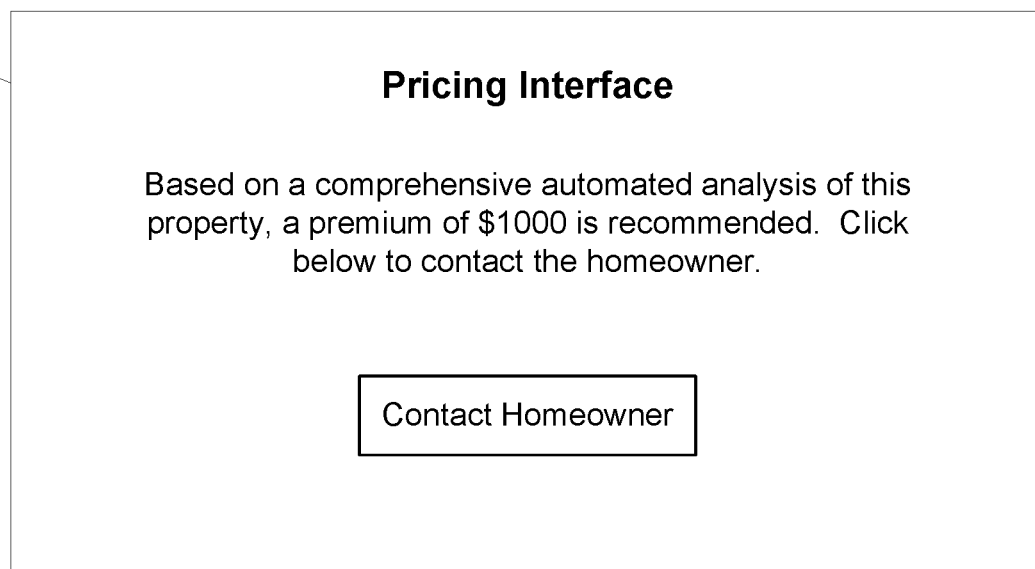 Pricing Interface
Based on a comprehensive automated analysis of this
property, a premium of $1000 is recommended.  Click
below to contact the homeowner.
Contact Homeowner